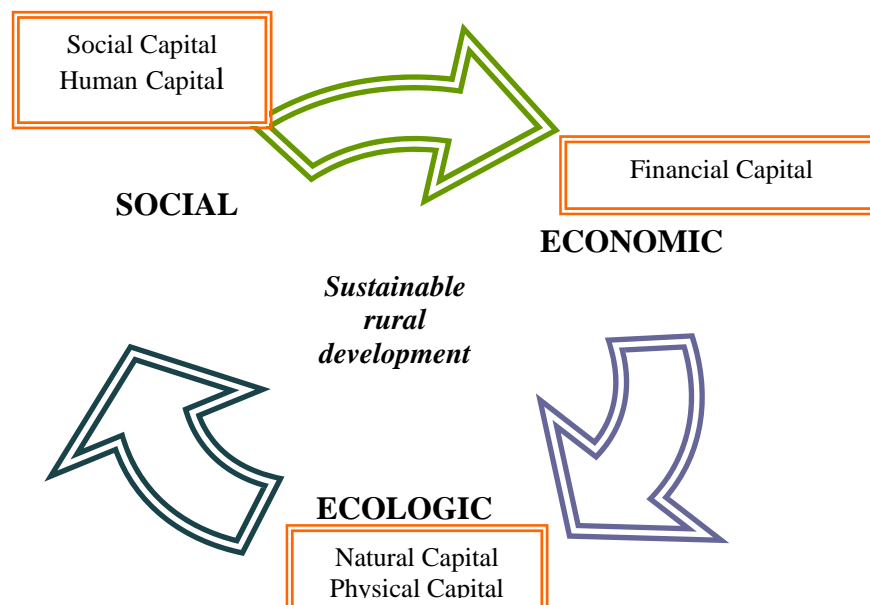 Social Capital
Human Capital
Financial Capital
SOCIAL
ECONOMIC
Sustainable
rural
development
ECOLOGIC
Natural Capital
Physical Capital